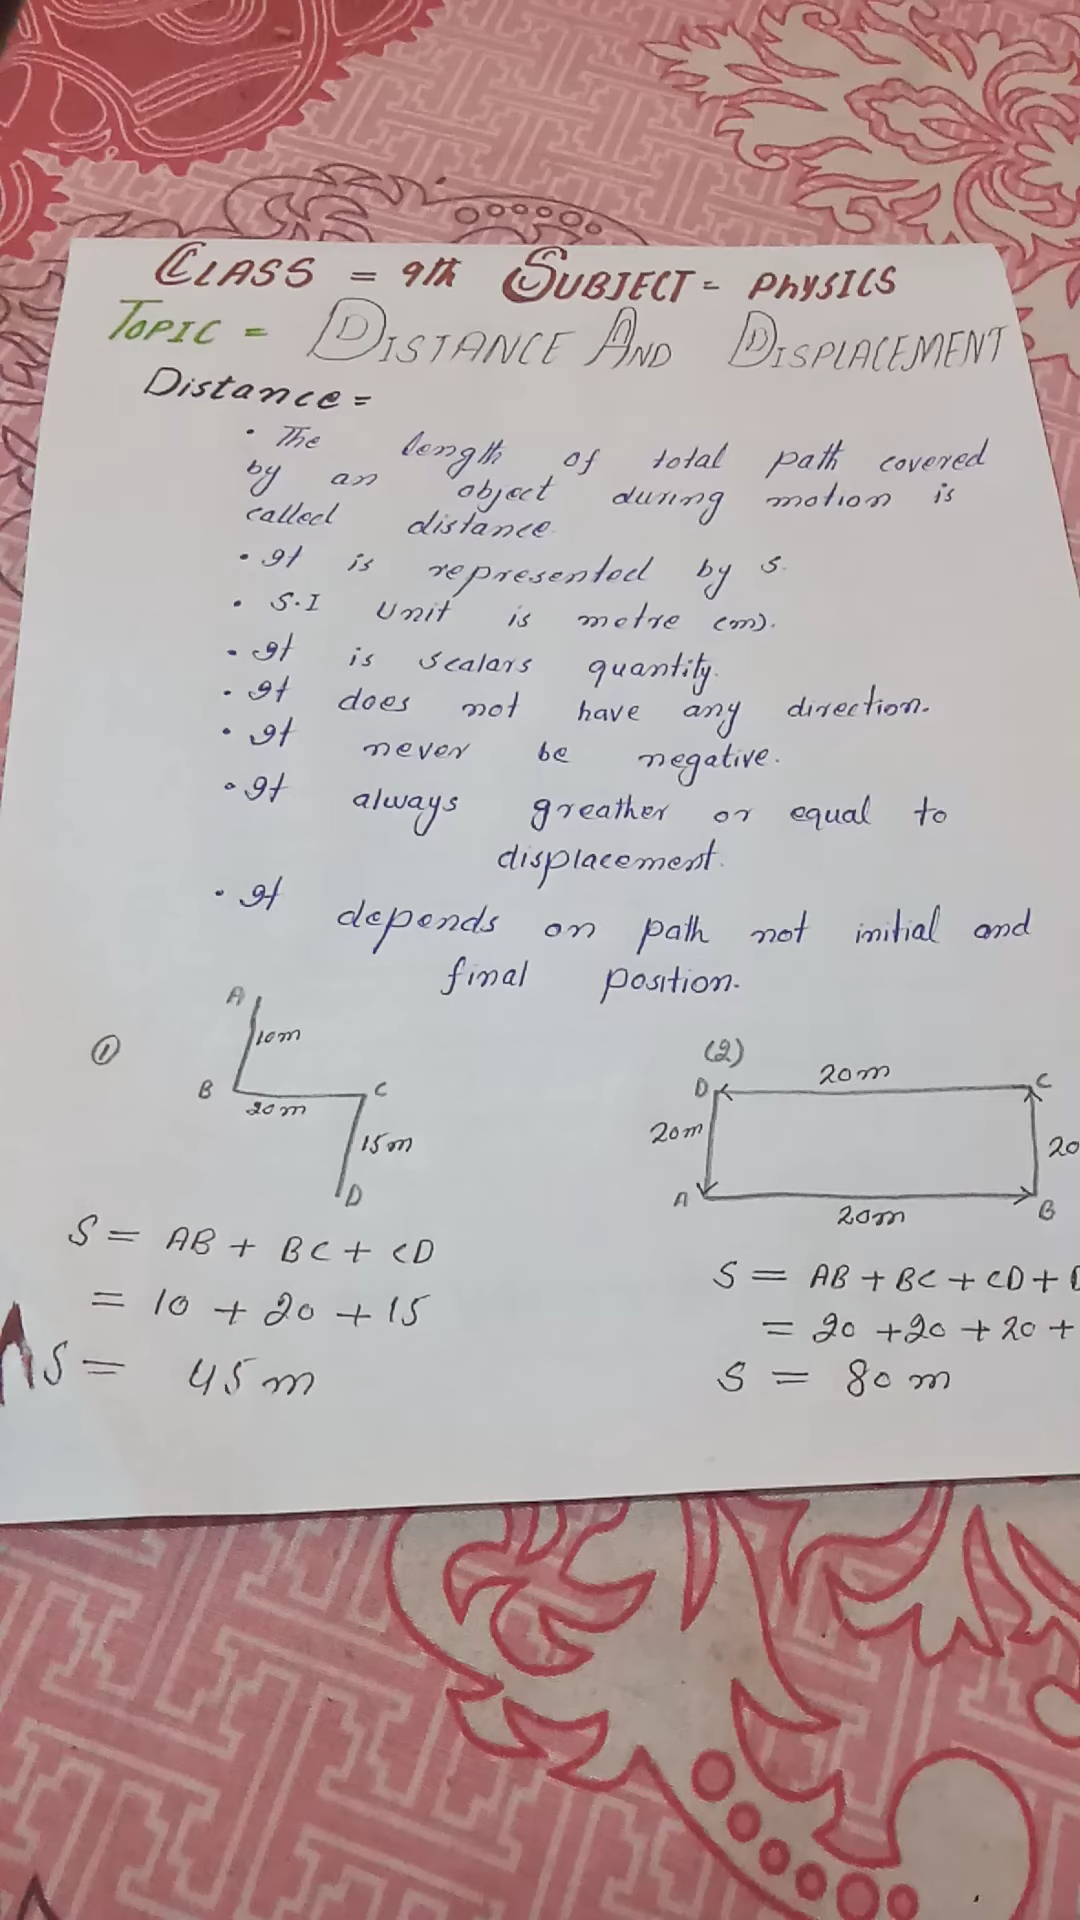 CLASS = 9th SUBJECT = PHYSICS
TOPIC = DISTANCE AND DISPLACEMENT
Distance =
• The length of total path covered
by an object during motion is
called distance.
• It is represented by s.
• S.I Unit is metre (m).
• It is scalars quantity.
• It does not have any direction.
• It never be negative.
• It always greather or equal to
displacement.
• It depends on path not initial and
final position.
①
A
10m
B
20m
C
15m
D
S = AB + BC + CD
= 10 + 20 + 15
S = 45m
(2)
D 20m C
20m 20
A 20m B
S = AB + BC + CD +
= 20 + 20 + 20 +
S = 80 m